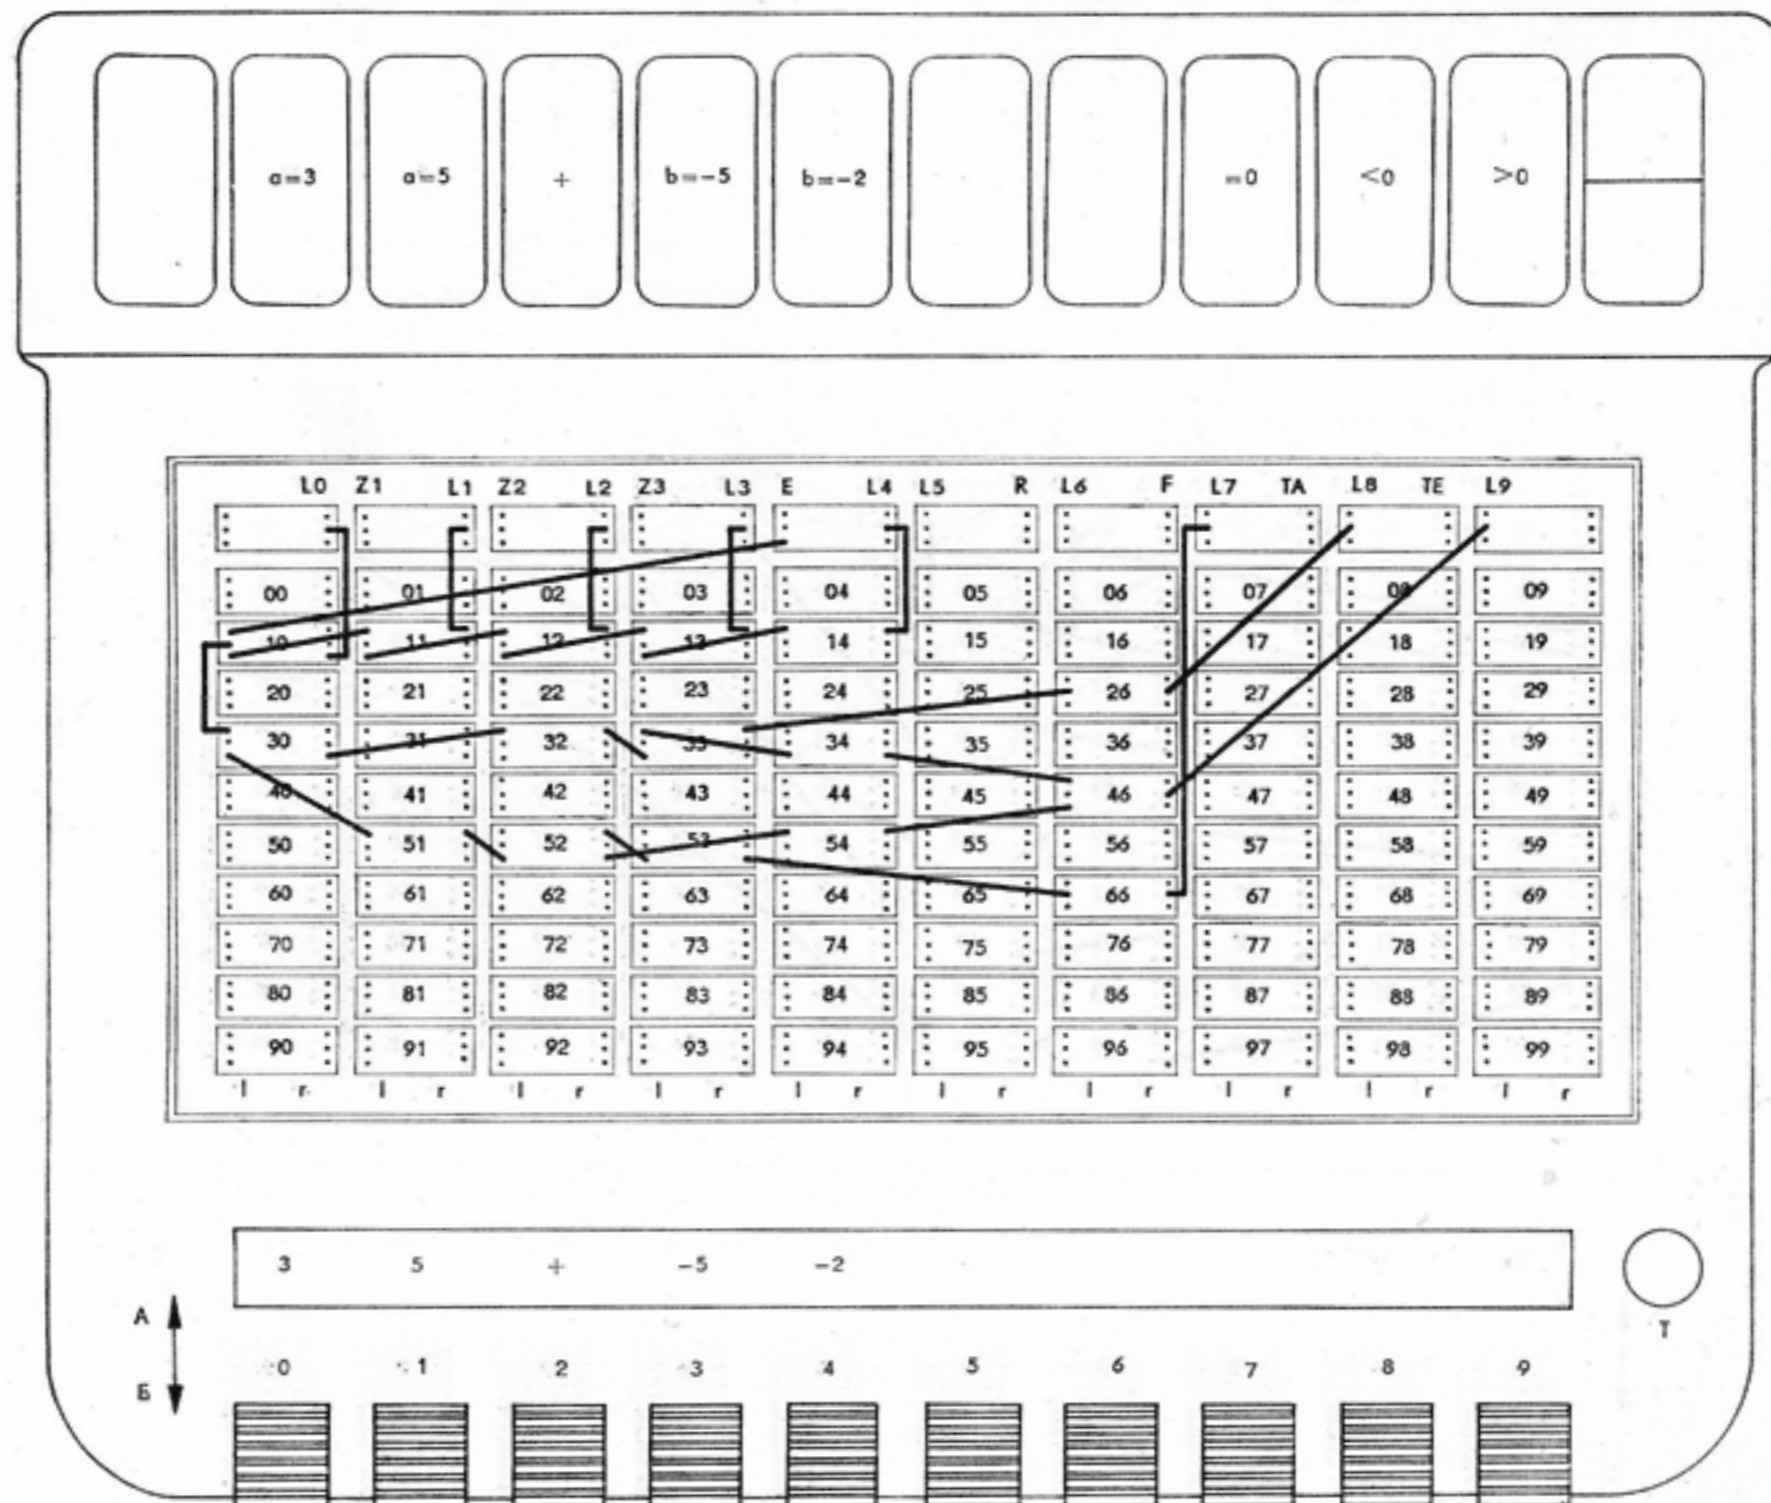 a=3 a=5 + b=-5 b=-2 =0 <0 >0
L0 Z1 L1 Z2 L2 Z3 L3 E L4 L5 R L6 F L7 TA L8 TE L9
00 01 02 03 04 05 06 07 08 09
10 11 12 13 14 15 16 17 18 19
20 21 22 23 24 25 26 27 28 29
30 31 32 33 34 35 36 37 38 39
40 41 42 43 44 45 46 47 48 49
50 51 52 53 54 55 56 57 58 59
60 61 62 63 64 65 66 67 68 69
70 71 72 73 74 75 76 77 78 79
80 81 82 83 84 85 86 87 88 89
90 91 92 93 94 95 96 97 98 99
l r l r l r l r l r l r l r l r l r l r
3 5 + -5 -2
А
T
0 1 2 3 4 5 6 7 8 9
Б